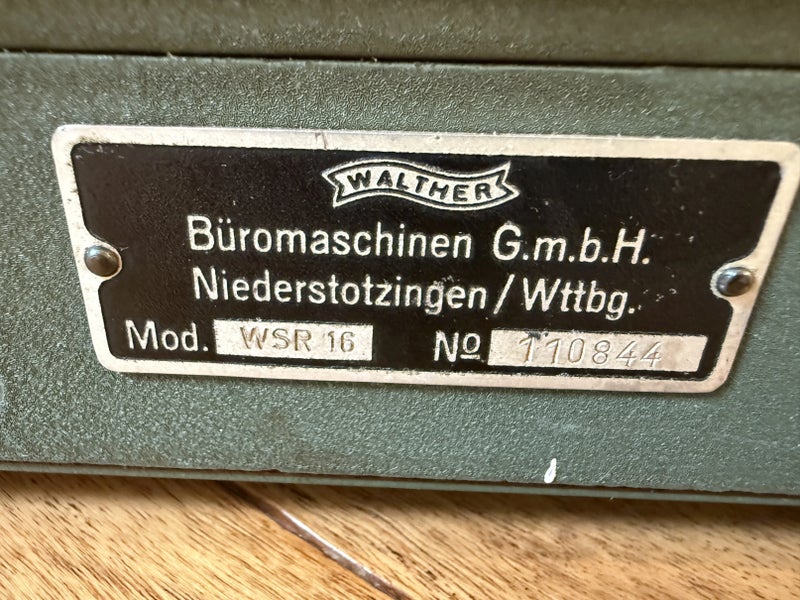 WALTHER
Büromaschinen G.m.b.H.
Niederstotzingen/Wttbg.
Mod. WSR 16 Nº 110844